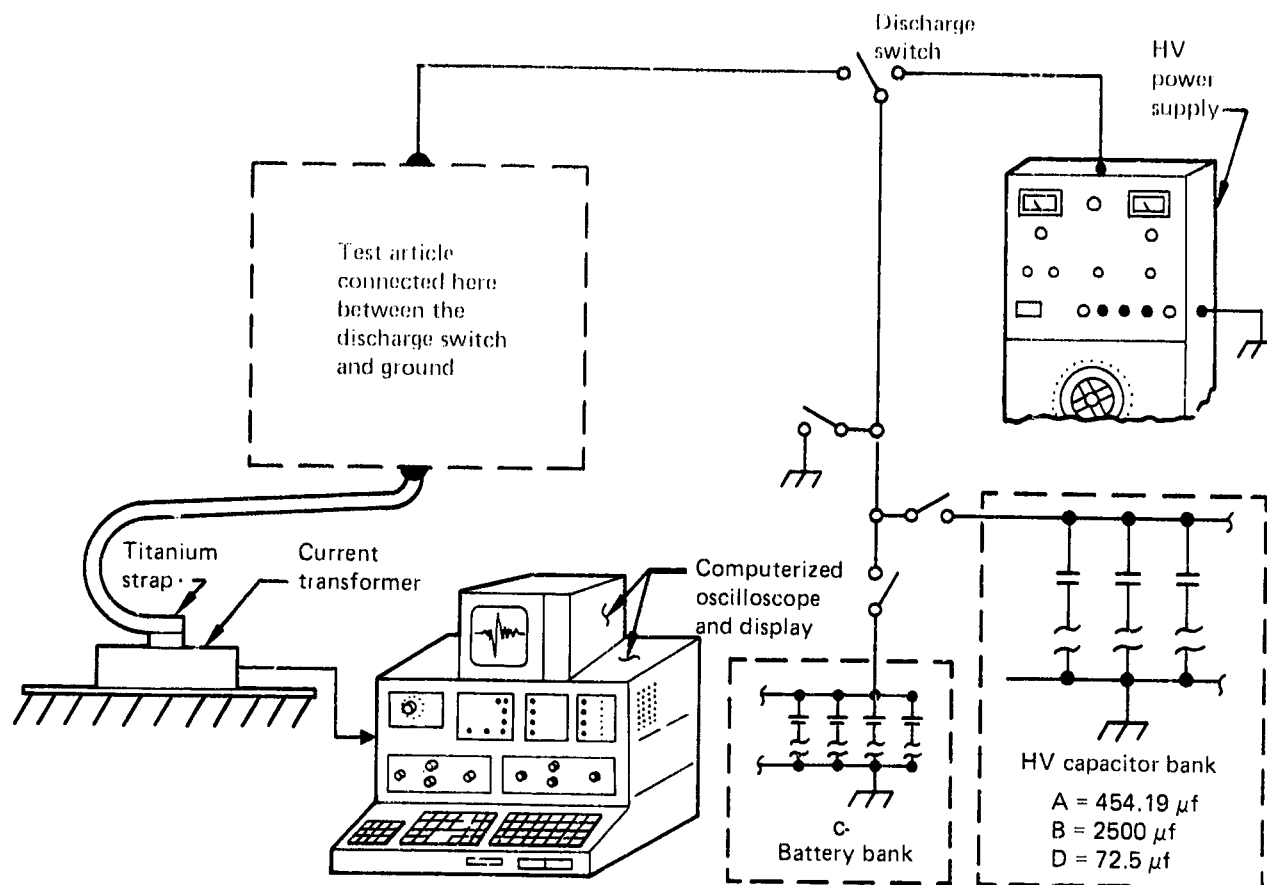 Discharge
switch
HV
power
supply
Test article
connected here
between the
discharge switch
and ground
Titanium
strap
Current
transformer
Computerized
oscilloscope
and display
C-
Battery bank
HV capacitor bank
A = 454.19 μf
B = 2500 μf
D = 72.5 μf